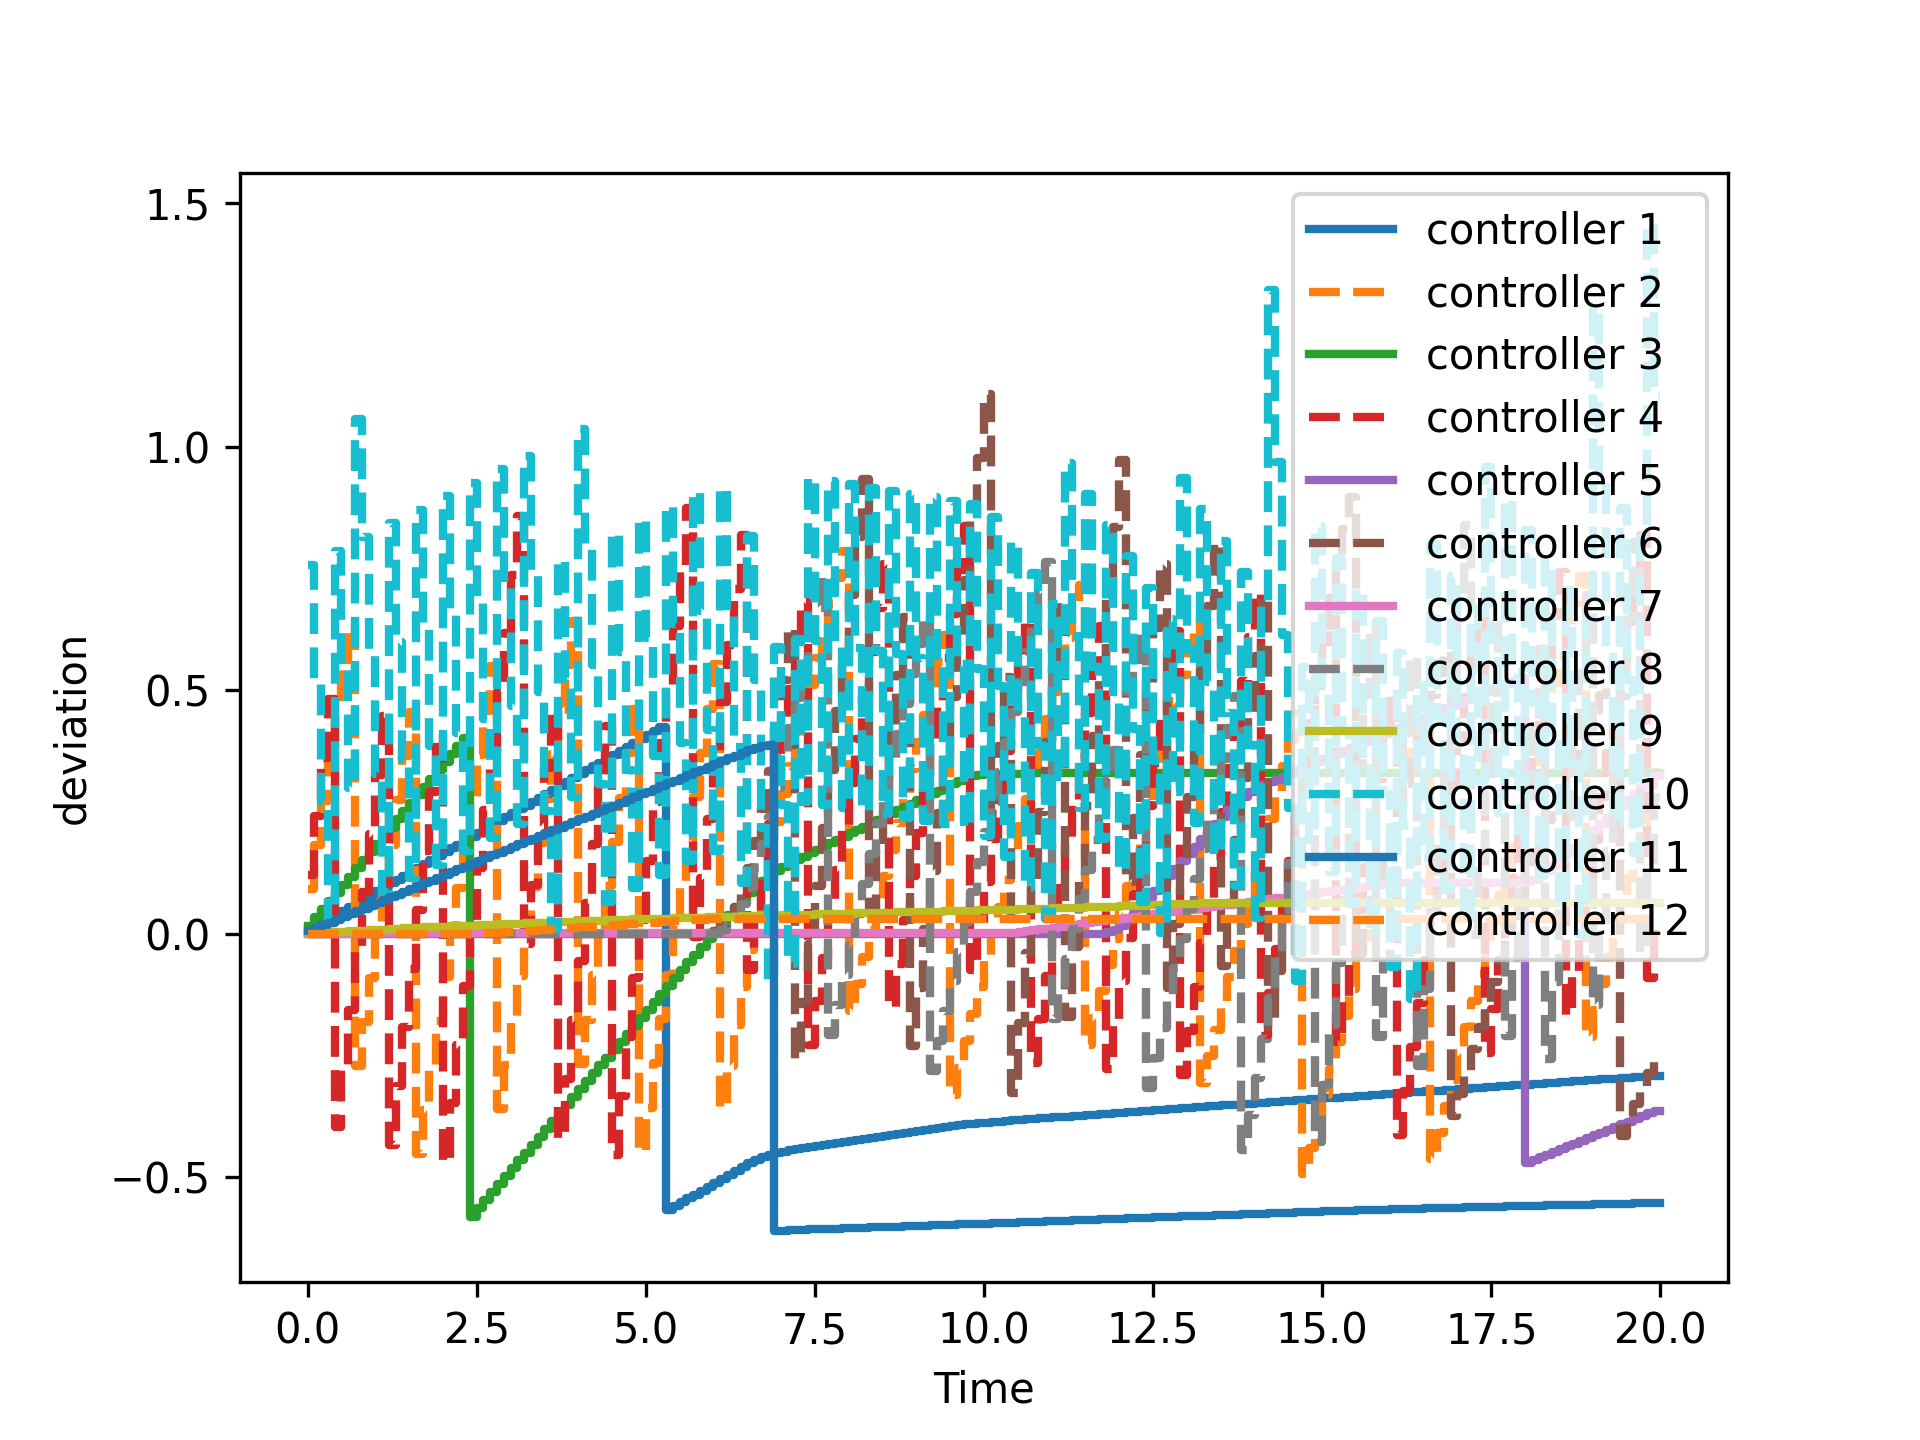 1.5
1.0
0.5
0.0
−0.5
deviation
0.0 2.5 5.0 7.5 10.0 12.5 15.0 17.5 20.0
Time
controller 1
controller 2
controller 3
controller 4
controller 5
controller 6
controller 7
controller 8
controller 9
controller 10
controller 11
controller 12